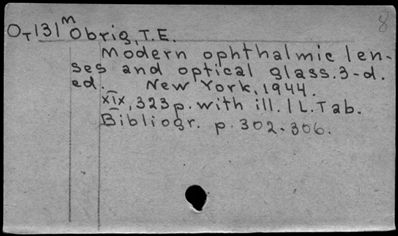 8
OT131m Obrig, T.E.
Modern ophthalmic len-
ses and optical glass. 3-d.
ed. New York, 1944.
xix, 323 p. with ill. 1 L. Tab.
Bibliogr. p. 302-306.